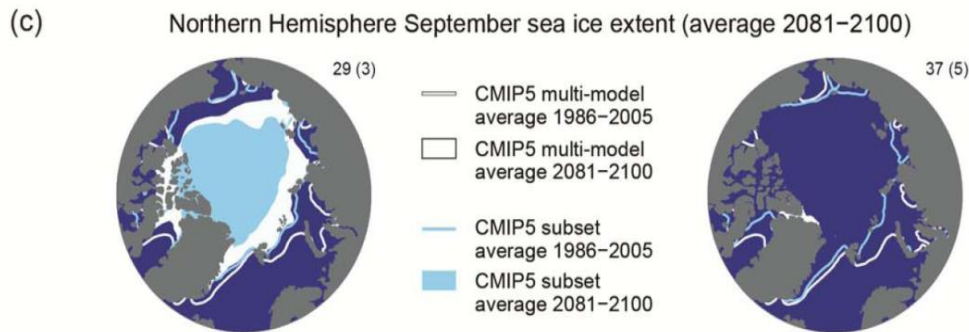 (c)
Northern Hemisphere September sea ice extent (average 2081−2100)
29 (3)
CMIP5 multi-model
average 1986−2005
CMIP5 multi-model
average 2081−2100
CMIP5 subset
average 1986−2005
CMIP5 subset
average 2081−2100
37 (5)